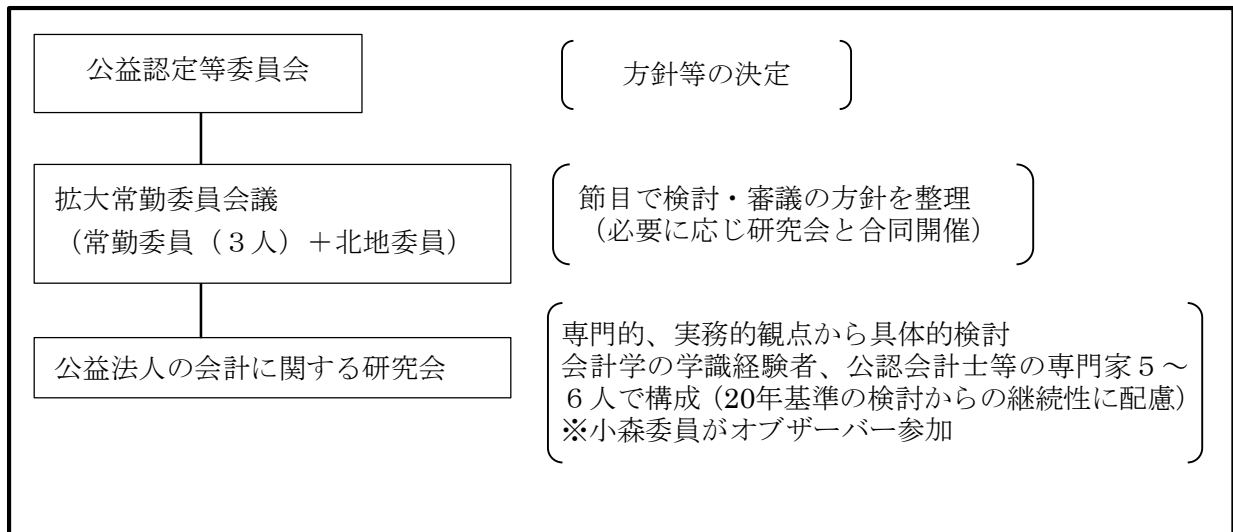 公益認定等委員会
方針等の決定
拡大常勤委員会議
（常勤委員（３人）＋北地委員）
節目で検討・審議の方針を整理
（必要に応じ研究会と合同開催）
公益法人の会計に関する研究会
専門的、実務的観点から具体的検討
会計学の学識経験者、公認会計士等の専門家５～
６人で構成（20年基準の検討からの継続性に配慮）
※小森委員がオブザーバー参加